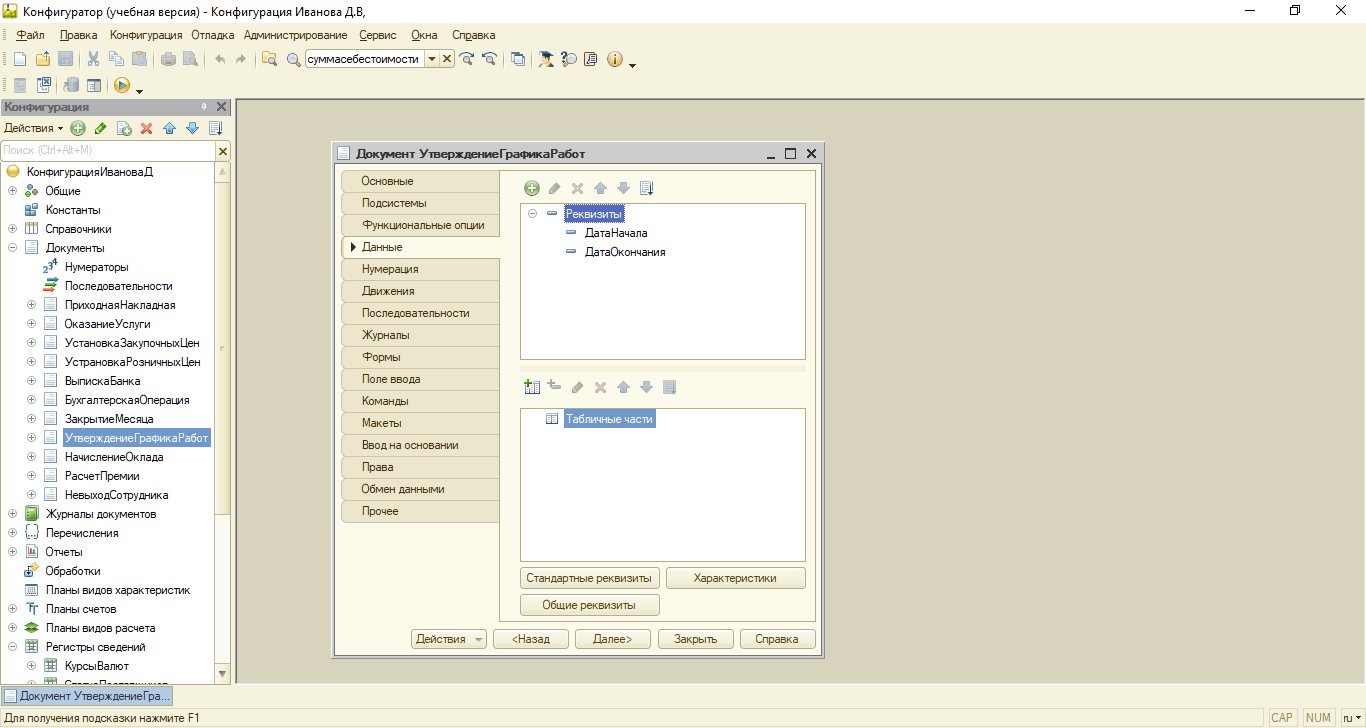 Конфигуратор (учебная версия) - Конфигурация Иванова Д.В,
Файл Правка Конфигурация Отладка Администрирование Сервис Окна Справка
суммасебестоимости
Конфигурация
Действия
Поиск (Ctrl+Alt+M)
КонфигурацияИвановаД
Общие
Константы
Справочники
Документы
Нумераторы
Последовательности
ПриходнаяНакладная
ОказаниеУслуги
УстановкаЗакупочныхЦен
УстрановкаРозничныхЦен
ВыпискаБанка
БухгалтерскаяОперация
ЗакрытиеМесяца
УтверждениеГрафикаРабот
НачислениеОклада
РасчетПремии
НевыходСотрудника
Журналы документов
Перечисления
Отчеты
Обработки
Планы видов характеристик
Планы счетов
Планы видов расчета
Регистры сведений
КурсыВалют
Документ УтверждениеГрафикаРабот
Основные
Подсистемы
Функциональные опции
Данные
Нумерация
Движения
Последовательности
Журналы
Формы
Поле ввода
Команды
Макеты
Ввод на основании
Права
Обмен данными
Прочее
Реквизиты
ДатаНачала
ДатаОкончания
Табличные части
Стандартные реквизиты Характеристики
Общие реквизиты
Действия <Назад Далее> Закрыть Справка
Документ УтверждениеГра...
Для получения подсказки нажмите F1 CAP NUM ru